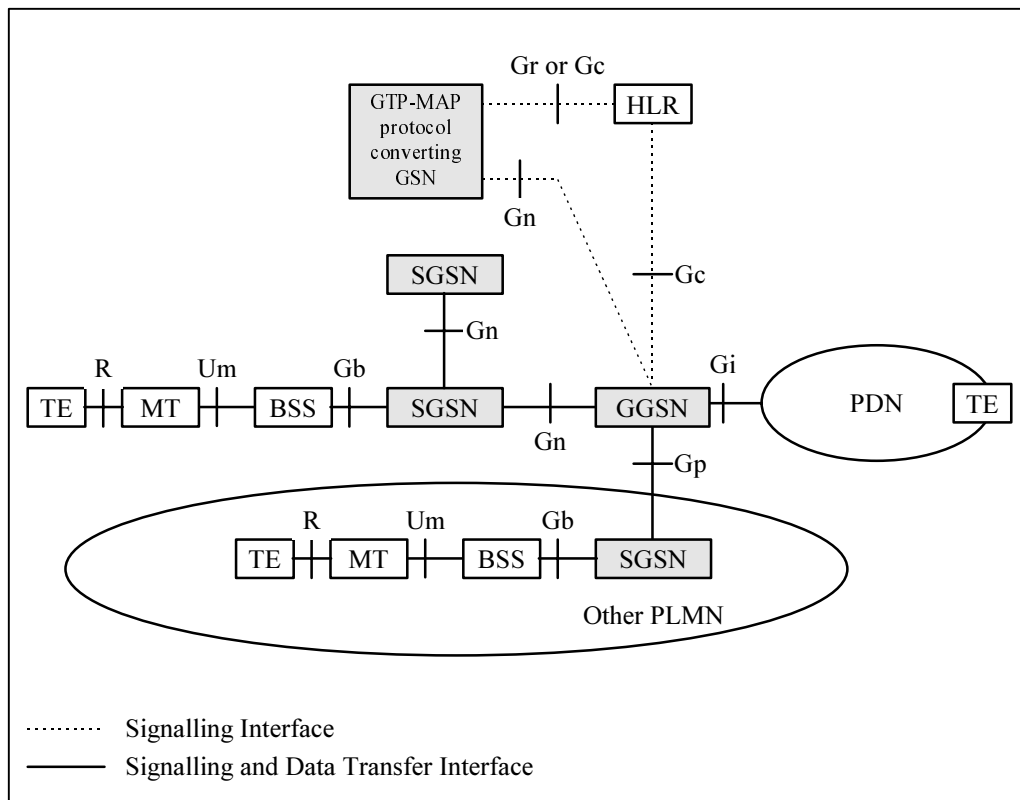 Gr or Gc
GTP-MAP
protocol
converting
GSN
HLR
Gn
SGSN
Gc
Gn
R
Um
Gb
Gi
TE
MT
BSS
SGSN
GGSN
PDN
TE
Gn
Gp
R
Um
Gb
TE
MT
BSS
SGSN
Other PLMN
Signalling Interface
Signalling and Data Transfer Interface